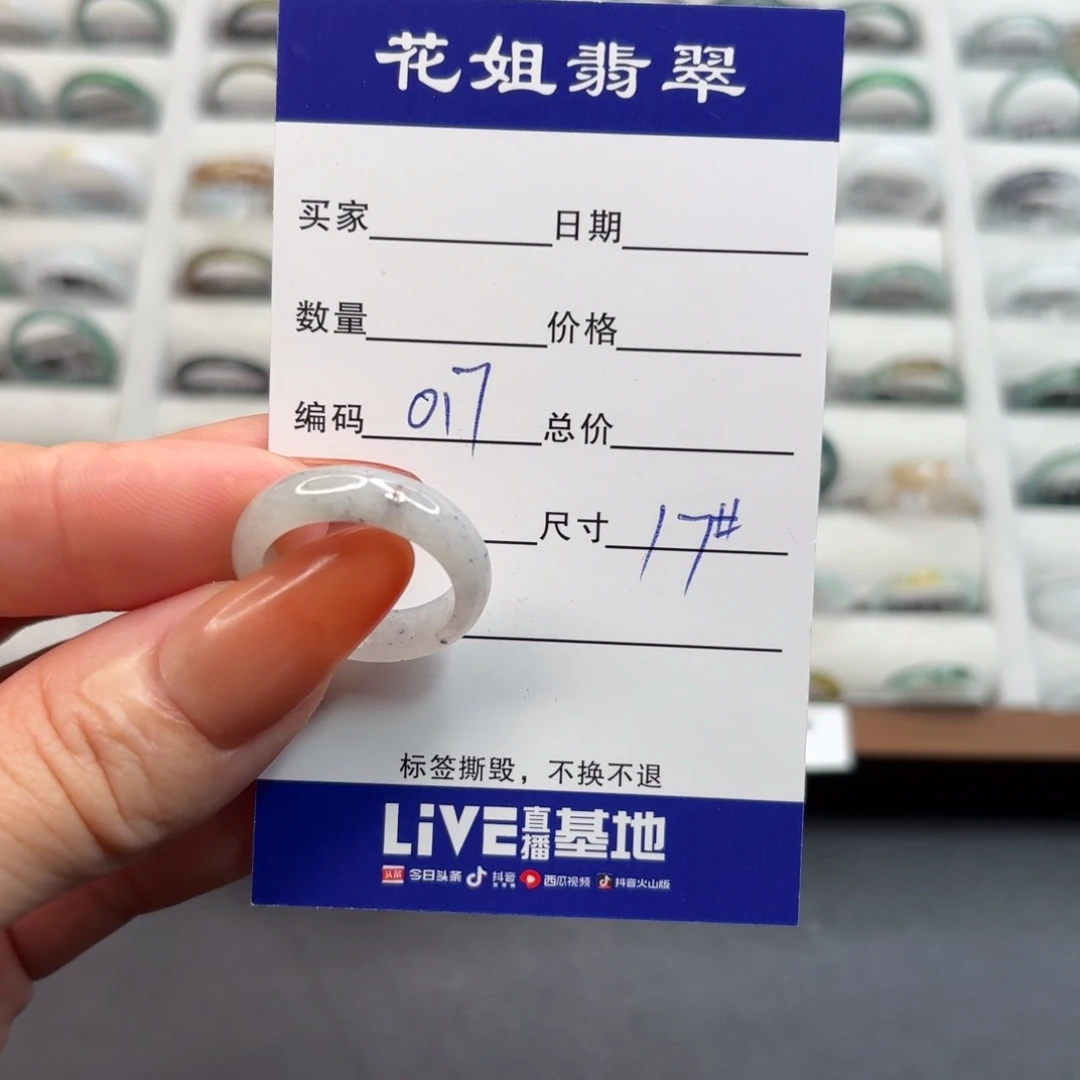 花姐翡翠
买家 日期
数量 价格
编码 017 总价
尺寸 17#
标签撕毁，不换不退
LiVE直播基地
头条 今日头条 抖音 西瓜视频 抖音火山版